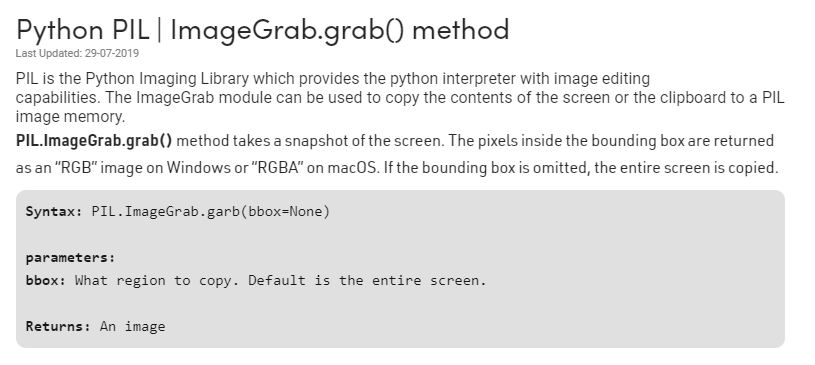 Python PIL | ImageGrab.grab() method
Last Updated: 29-07-2019
PIL is the Python Imaging Library which provides the python interpreter with image editing
capabilities. The ImageGrab module can be used to copy the contents of the screen or the clipboard to a PIL
image memory.
PIL.ImageGrab.grab() method takes a snapshot of the screen. The pixels inside the bounding box are returned
as an “RGB” image on Windows or “RGBA” on macOS. If the bounding box is omitted, the entire screen is copied.
Syntax: PIL.ImageGrab.garb(bbox=None)
parameters:
bbox: What region to copy. Default is the entire screen.
Returns: An image